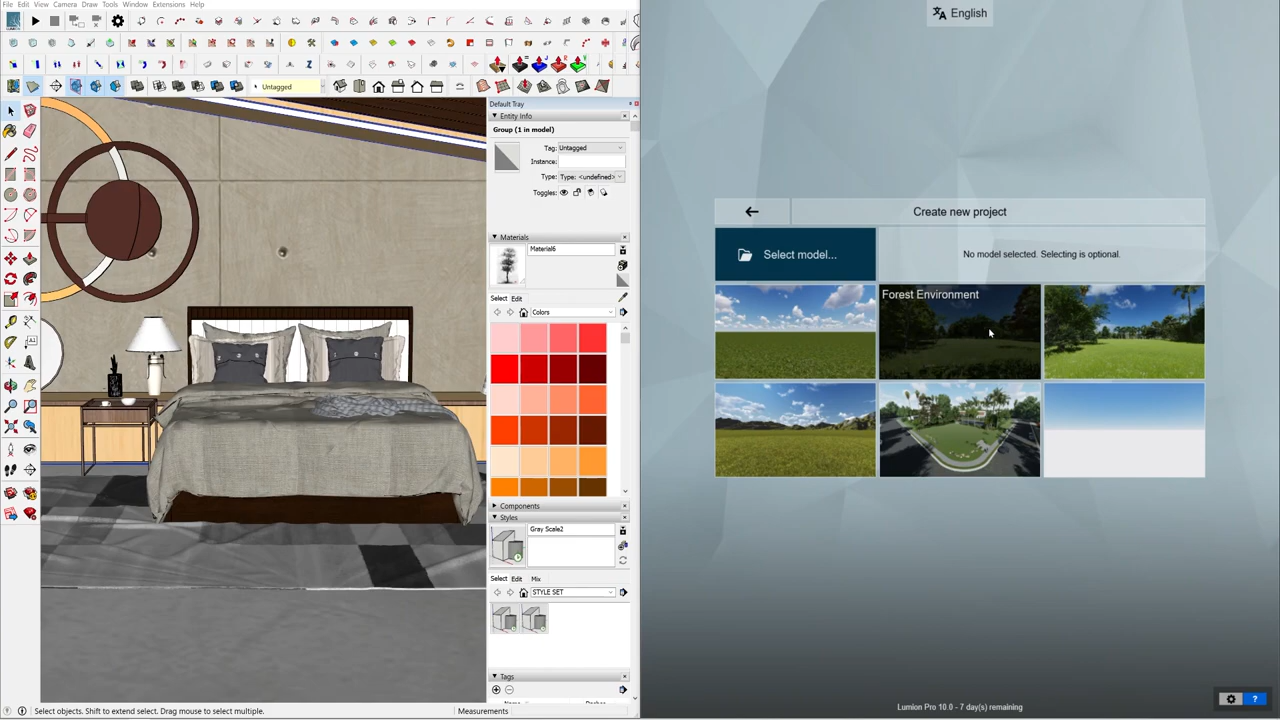 File Edit View Camera Draw Tools Window Extensions Help
Untagged
Default Tray
Entity Info
Group (1 in model)
Tag: Untagged
Instance:
Type: Type: <undefined>
Toggles:
Materials
Material6
Select Edit
Colors
Components
Styles
Gray Scale2
Select Edit Mix
STYLE SET
Tags
Select objects. Shift to extend select. Drag mouse to select multiple.
Measurements
English
Create new project
Select model...
No model selected. Selecting is optional.
Forest Environment
Lumion Pro 10.0 - 7 day(s) remaining
?